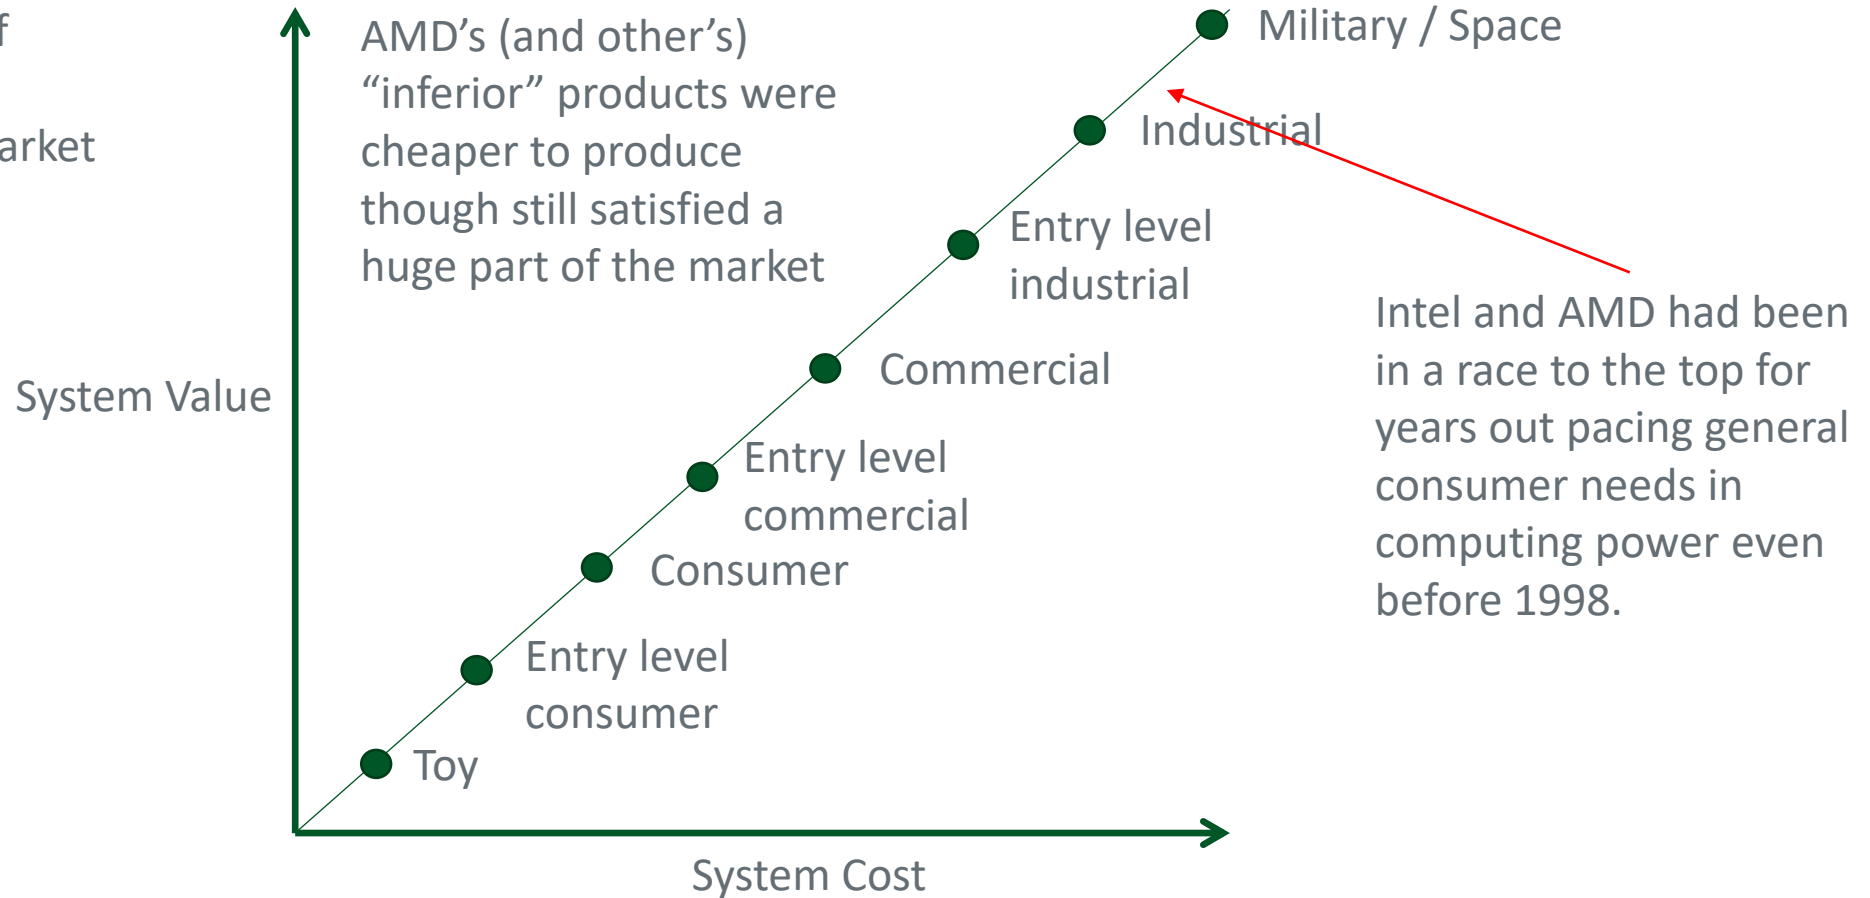 f
arket
AMD’s (and other’s)
“inferior” products were
cheaper to produce
though still satisfied a
huge part of the market
Military / Space
Industrial
Entry level
industrial
Commercial
Entry level
commercial
Consumer
Entry level
consumer
Toy
System Value
System Cost
Intel and AMD had been
in a race to the top for
years out pacing general
consumer needs in
computing power even
before 1998.